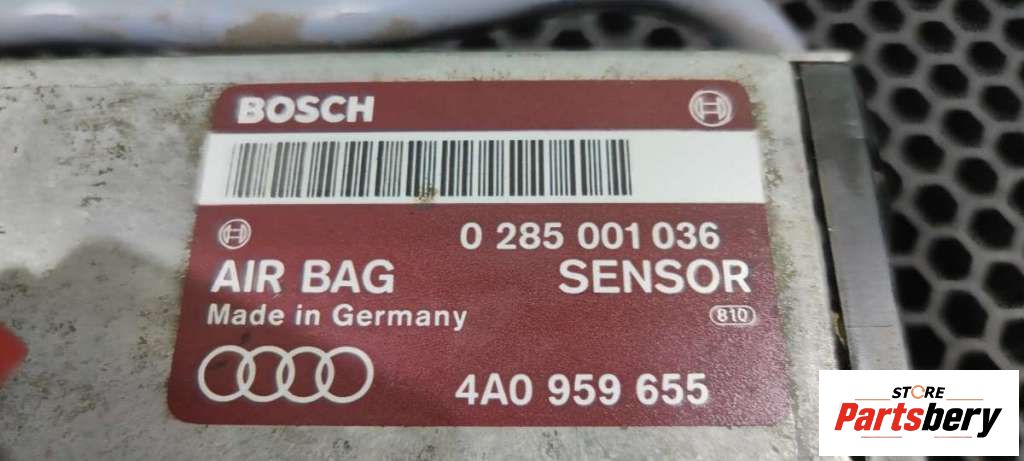 BOSCH
0 285 001 036
AIR BAG SENSOR
Made in Germany 810
4A0 959 655
STORE
Partsbery